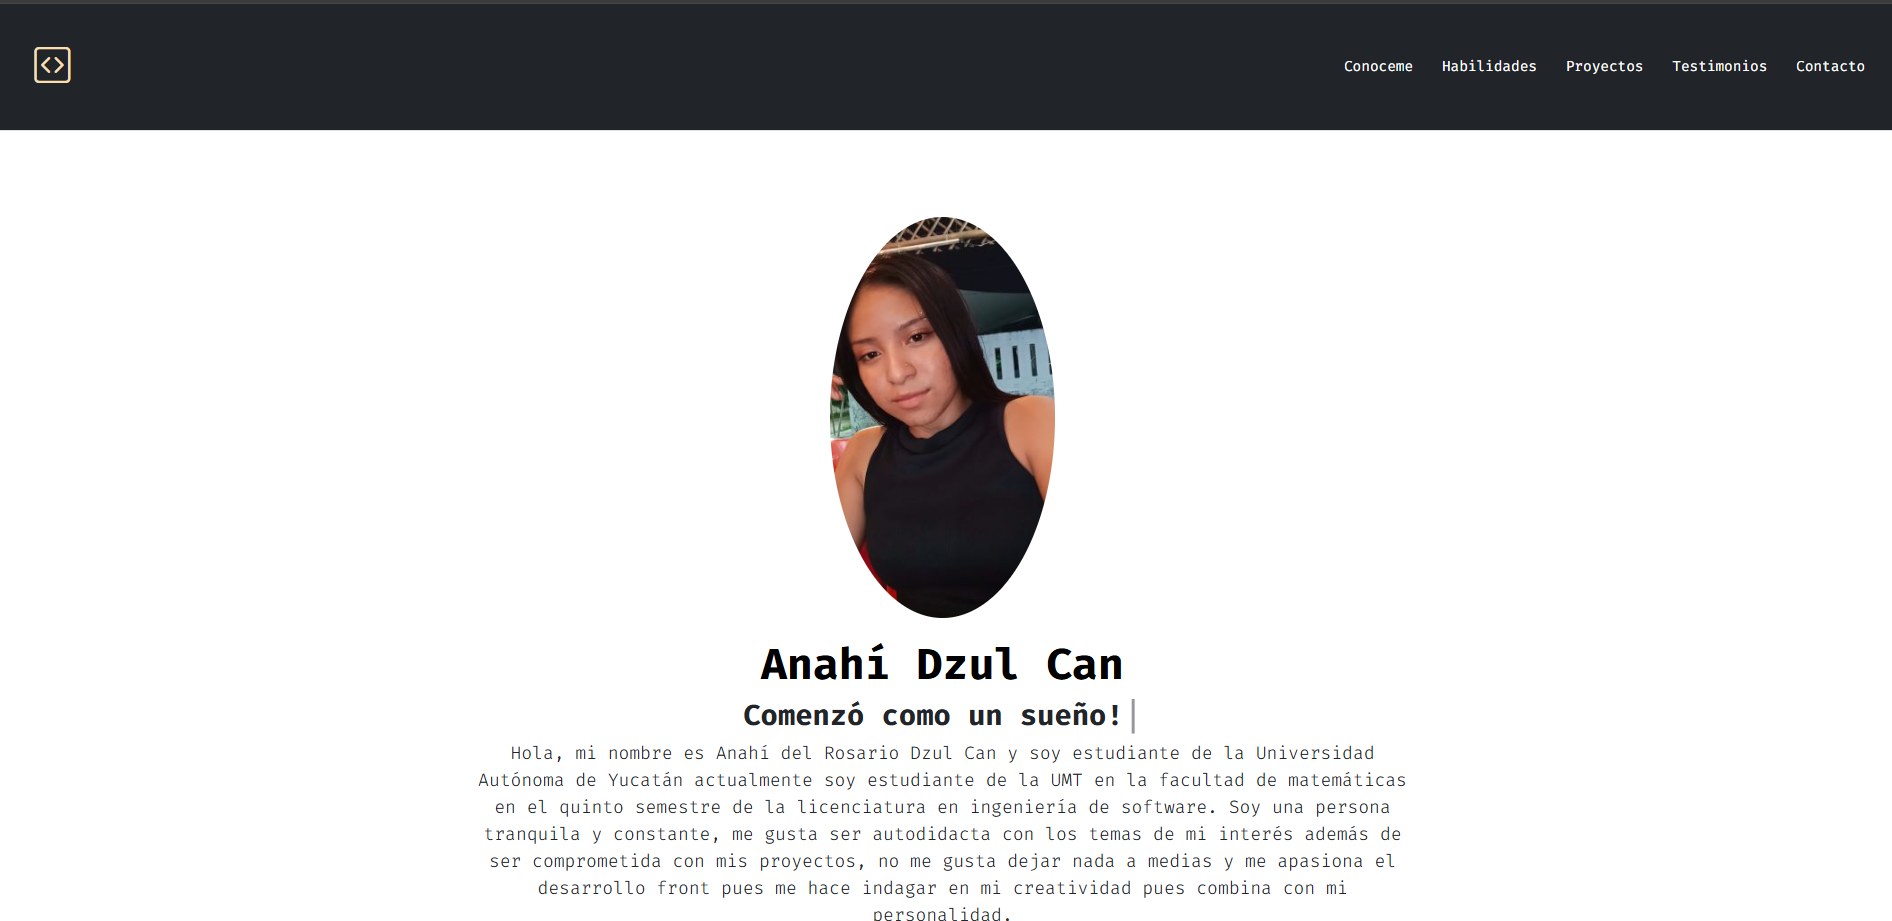 Conoceme Habilidades Proyectos Testimonios Contacto
Anahí Dzul Can
Comenzó como un sueño!
Hola, mi nombre es Anahí del Rosario Dzul Can y soy estudiante de la Universidad
Autónoma de Yucatán actualmente soy estudiante de la UMT en la facultad de matemáticas
en el quinto semestre de la licenciatura en ingeniería de software. Soy una persona
tranquila y constante, me gusta ser autodidacta con los temas de mi interés además de
ser comprometida con mis proyectos, no me gusta dejar nada a medias y me apasiona el
desarrollo front pues me hace indagar en mi creatividad pues combina con mi
personalidad.